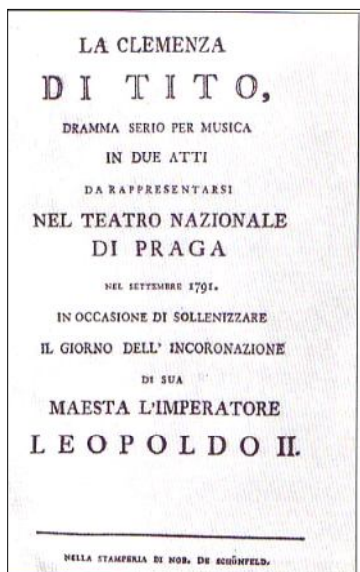 LA CLEMENZA
DI TITO,
DRAMMA SERIO PER MUSICA
IN DUE ATTI
DA RAPPRESENTARSI
NEL TEATRO NAZIONALE
DI PRAGA
NEL SETTEMBRE 1791.
IN OCCASIONE DI SOLLENIZZARE
IL GIORNO DELL' INCORONAZIONE
DI SUA
MAESTA L'IMPERATORE
LEOPOLDO II.
NELLA STAMPERIA DI NOB. DE SCHÖNFELD.